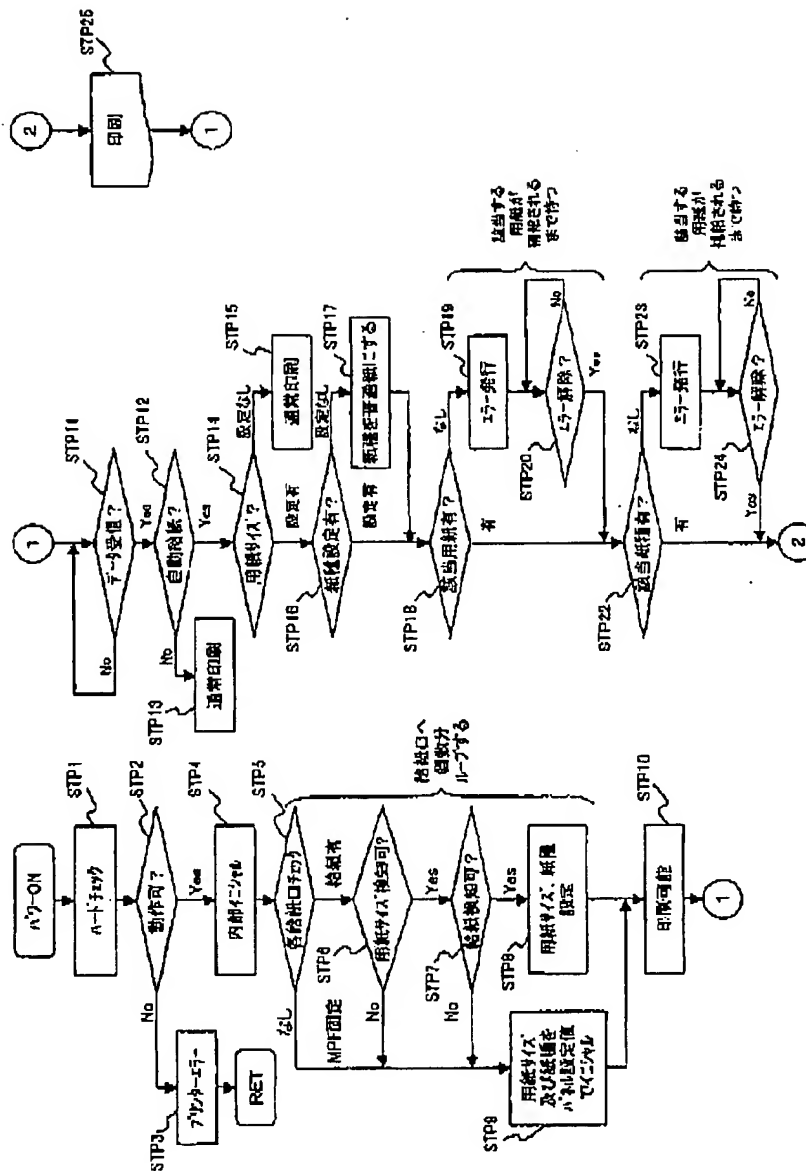 パワーON
STP1
ハードチェック
STP2
動作可?
No
Yes
STP3
プリンターエラー
RET
STP4
内部イニシャル
STP5
各給紙口チェック
なし
MPF固定
給紙有
給紙口へ
個数分
ループする
STP6
用紙サイズ検知可?
No
Yes
STP7
給紙検知可?
No
Yes
STP8
用紙サイズ、紙種
設定
STP9
用紙サイズ
及び紙種を
パネル設定値
でイニシャル
STP10
印刷可能
1
1
STP11
データ受信?
No
Yes
STP12
自動給紙?
No
Yes
STP13
通常印刷
STP14
用紙サイズ?
設定なし
設定有
STP15
通常印刷
STP16
紙種設定有?
設定なし
設定有
STP17
紙種を普通紙にする
STP18
該当用紙有?
なし
有
STP19
エラー発行
STP20
エラー解除?
No
Yes
該当する
用紙が
補給される
まで待つ
STP22
該当紙種有?
なし
有
STP23
エラー発行
STP24
エラー解除?
No
Yes
該当する
用紙が
補給される
まで待つ
2
2
STP25
印刷
1